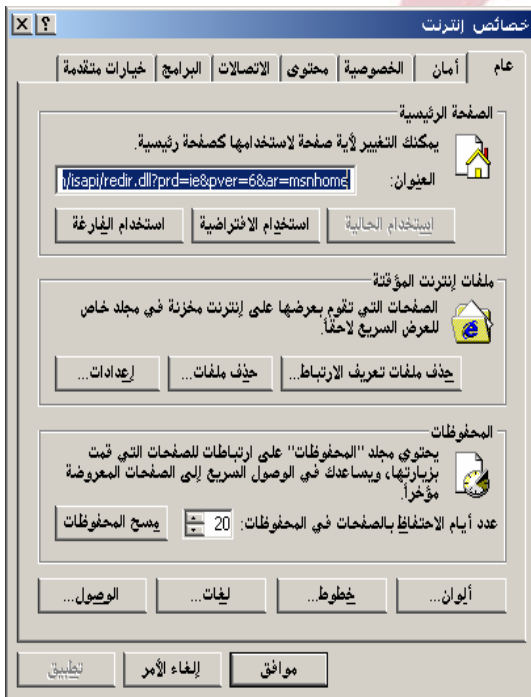 خصائص إنترنت
عام أمان الخصوصية محتوى الاتصالات البرامج خيارات متقدمة
الصفحة الرئيسية
يمكنك التغيير لأية صفحة لاستخدامها كصفحة رئيسية.
العنوان: /isapi/redir.dll?prd=ie&pver=6&ar=msnhome
استخدام الحالية استخدام الافتراضية استخدام الفارغة
ملفات إنترنت المؤقتة
الصفحات التي تقوم بعرضها على إنترنت مخزنة في مجلد خاص
للعرض السريع لاحقاً.
حذف ملفات تعريف الارتباط... حذف ملفات... إعدادات...
المحفوظات
يحتوي مجلد "المحفوظات" على ارتباطات للصفحات التي قمت
بزيارتها، ويساعدك في الوصول السريع إلى الصفحات المعروضة
مؤخراً.
عدد أيام الاحتفاظ بالصفحات في المحفوظات: 20 مسح المحفوظات
ألوان... خطوط... لغات... الوصول...
موافق إلغاء الأمر تطبيق